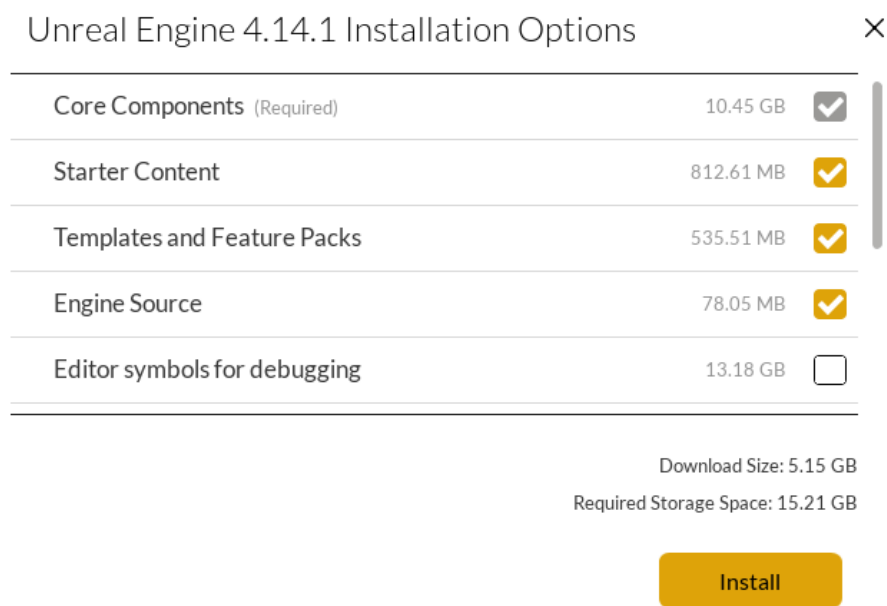 Unreal Engine 4.14.1 Installation Options
Core Components (Required) 10.45 GB
Starter Content 812.61 MB
Templates and Feature Packs 535.51 MB
Engine Source 78.05 MB
Editor symbols for debugging 13.18 GB
Download Size: 5.15 GB
Required Storage Space: 15.21 GB
Install